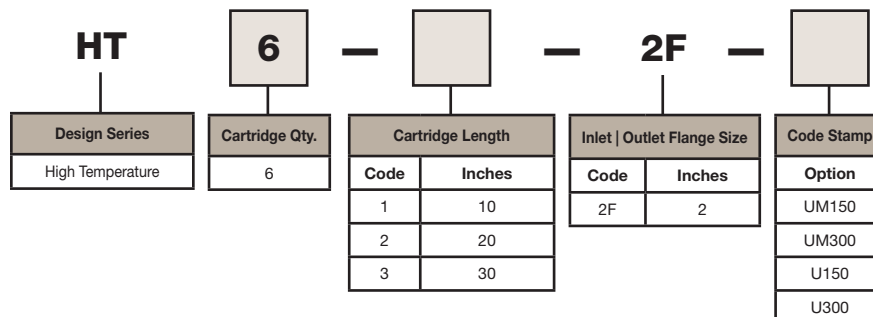 HT 6 — — 2F —
Design Series Cartridge Qty. Cartridge Length Inlet | Outlet Flange Size Code Stamp
High Temperature 6 Code Inches Code Inches Option
1 10 2F 2 UM150
2 20 UM300
3 30 U150
U300